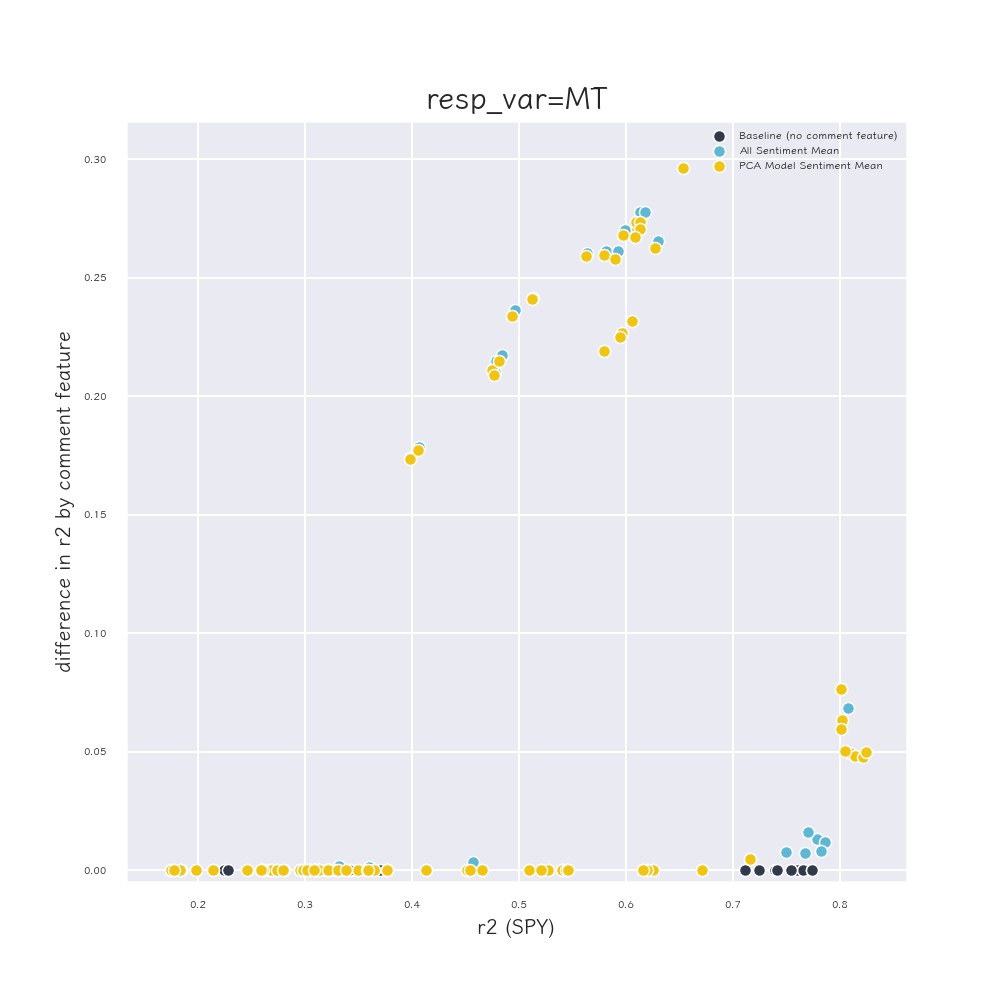 resp_var=MT
Baseline (no comment feature)
All Sentiment Mean
PCA Model Sentiment Mean
0.30
0.25
0.20
0.15
0.10
0.05
0.00
difference in r2 by comment feature
0.2 0.3 0.4 0.5 0.6 0.7 0.8
r2 (SPY)